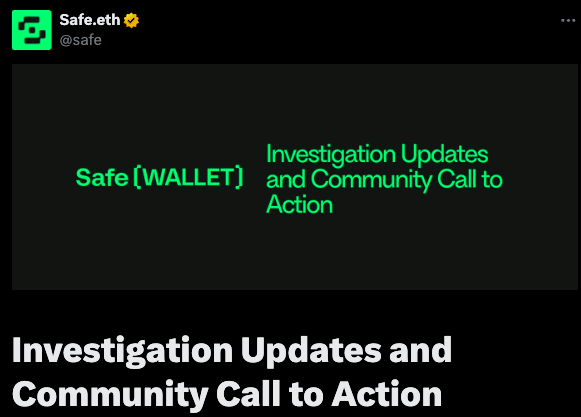 Safe.eth
@safe
Safe {WALLET}
Investigation Updates
and Community Call to
Action
Investigation Updates and
Community Call to Action